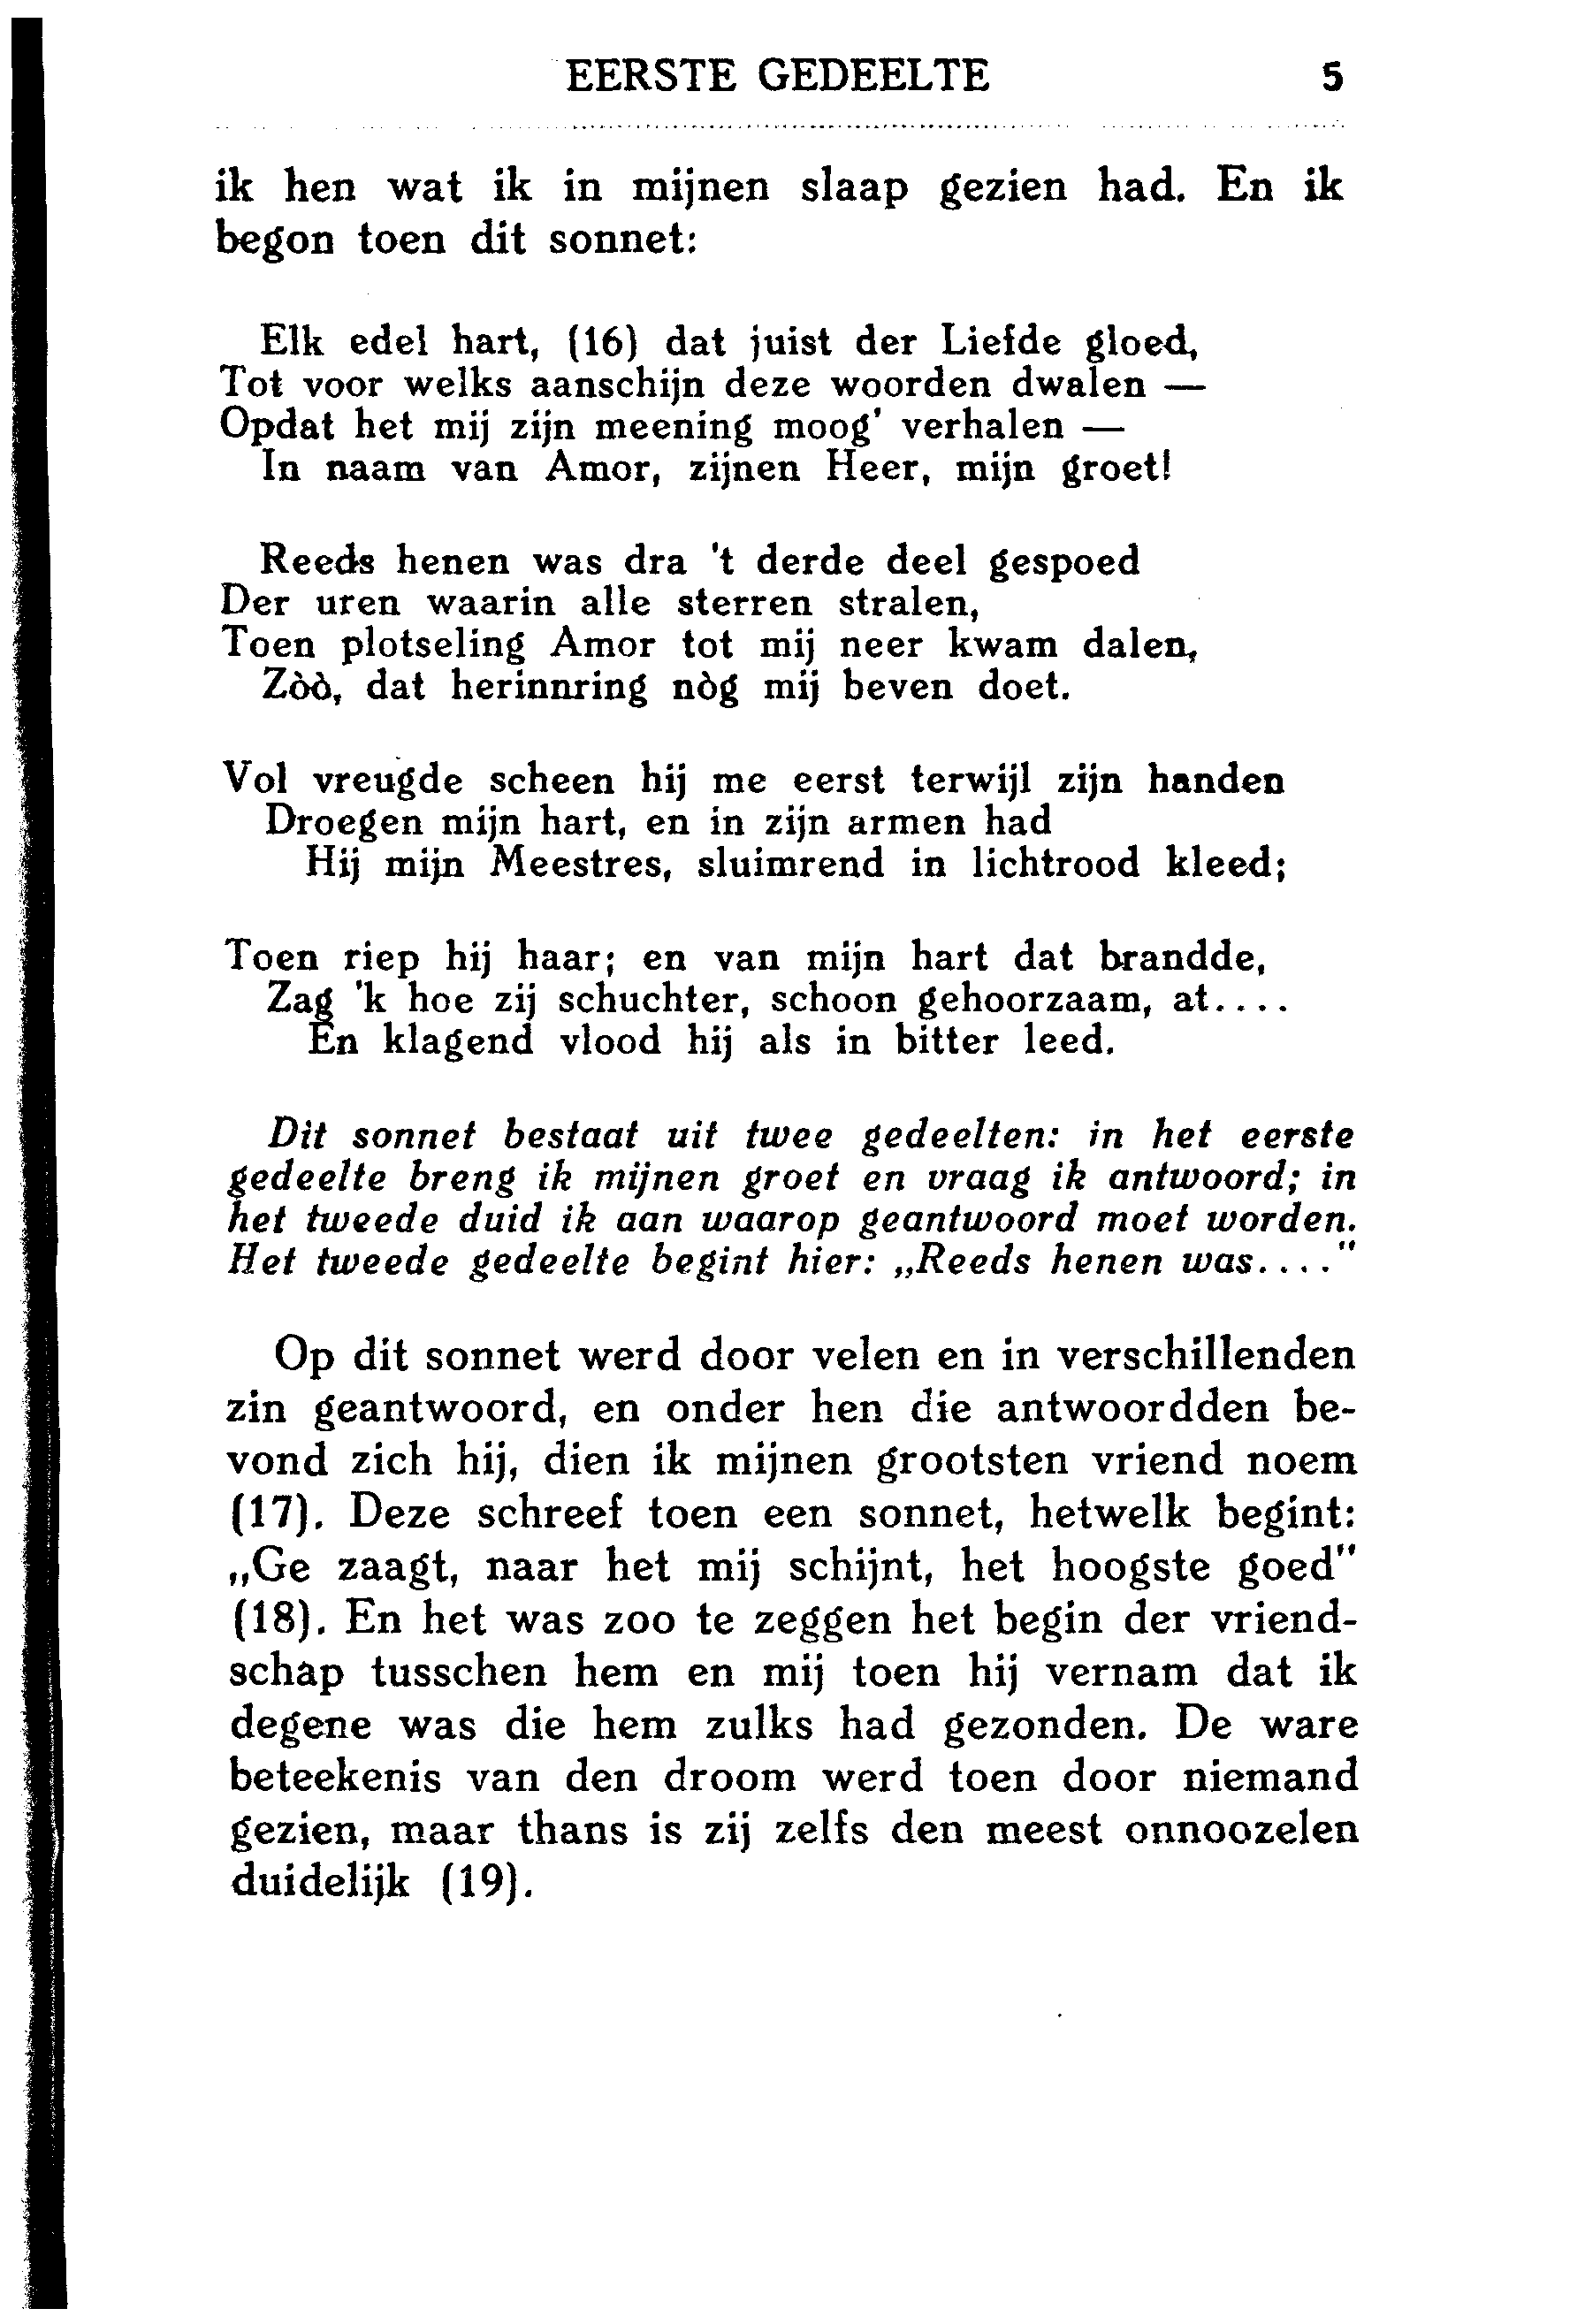 EERSTE GEDEELTE 5
ik hen wat ik in mijnen slaap gezien had. En ik
begon toen dit sonnet:
Elk edel hart, (16) dat juist der Liefde gloed,
Tot voor welks aanschijn deze woorden dwalen —
Opdat het mij zijn meening moog' verhalen —
In naam van Amor, zijnen Heer, mijn groet!
Reeds henen was dra 't derde deel gespoed
Der uren waarin alle sterren stralen,
Toen plotseling Amor tot mij neer kwam dalen,
Zòò, dat herinnring nòg mij beven doet.
Vol vreugde scheen hij me eerst terwijl zijn handen
Droegen mijn hart, en in zijn armen had
Hij mijn Meestres, sluimrend in lichtrood kleed;
Toen riep hij haar; en van mijn hart dat brandde,
Zag 'k hoe zij schuchter, schoon gehoorzaam, at....
En klagend vlood hij als in bitter leed.
Dit sonnet bestaat uit twee gedeelten: in het eerste
gedeelte breng ik mijnen groet en vraag ik antwoord; in
het tweede duid ik aan waarop geantwoord moet worden.
Het tweede gedeelte begint hier: „Reeds henen was...."
Op dit sonnet werd door velen en in verschillenden
zin geantwoord, en onder hen die antwoordden be-
vond zich hij, dien ik mijnen grootsten vriend noem
(17). Deze schreef toen een sonnet, hetwelk begint:
„Ge zaagt, naar het mij schijnt, het hoogste goed"
(18). En het was zoo te zeggen het begin der vriend-
schap tusschen hem en mij toen hij vernam dat ik
degene was die hem zulks had gezonden. De ware
beteekenis van den droom werd toen door niemand
gezien, maar thans is zij zelfs den meest onnoozelen
duidelijk (19).